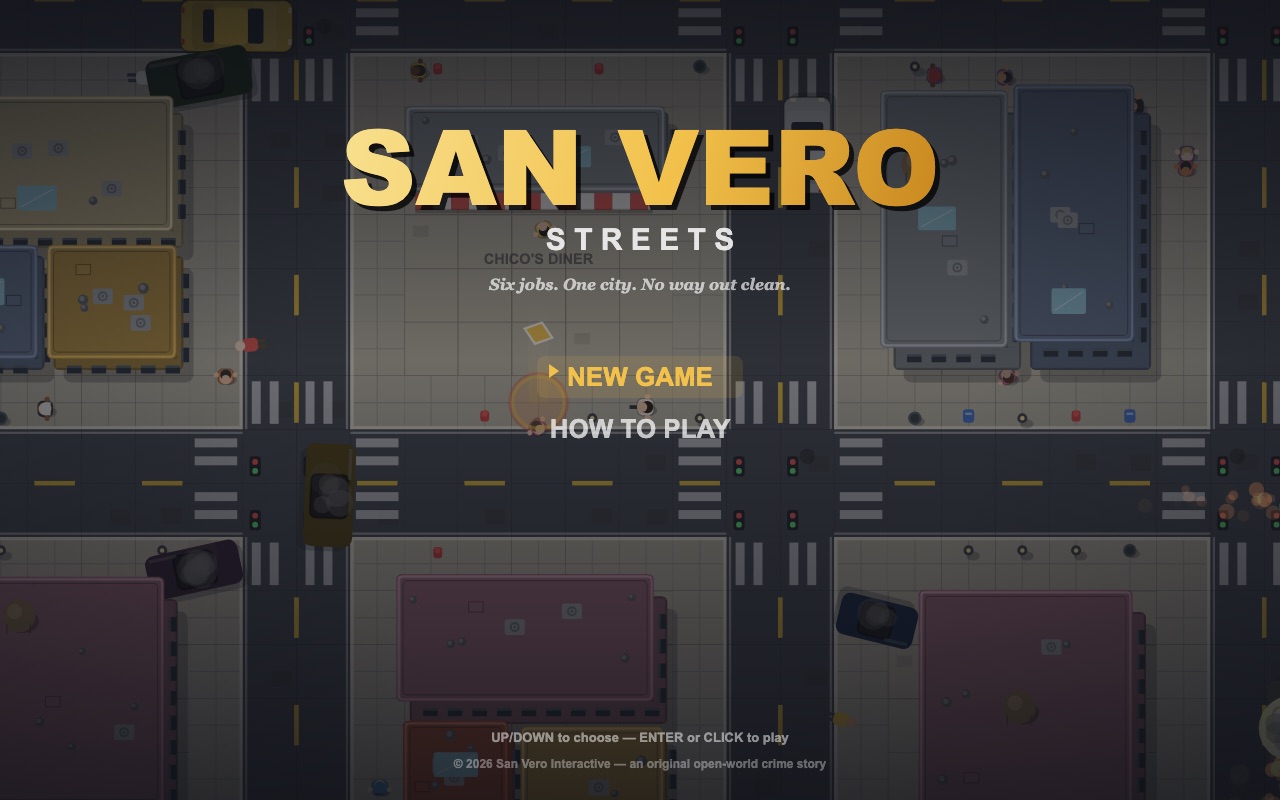 SAN VERO
STREETS
CHICO'S DINER
Six jobs. One city. No way out clean.
NEW GAME
HOW TO PLAY
UP/DOWN to choose — ENTER or CLICK to play
© 2026 San Vero Interactive — an original open-world crime story